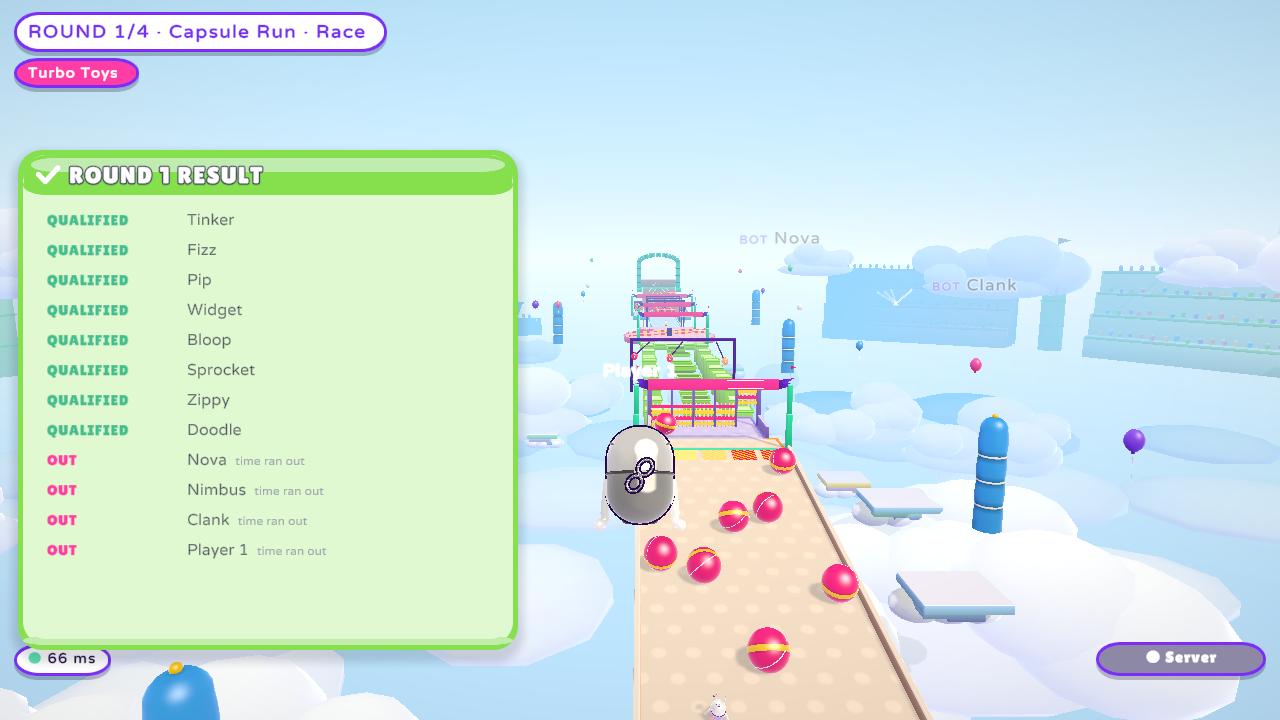 ROUND 1/4 · Capsule Run · Race
Turbo Toys
ROUND 1 RESULT
QUALIFIED Tinker
QUALIFIED Fizz
QUALIFIED Pip
QUALIFIED Widget
QUALIFIED Bloop
QUALIFIED Sprocket
QUALIFIED Zippy
QUALIFIED Doodle
OUT Nova time ran out
OUT Nimbus time ran out
OUT Clank time ran out
OUT Player 1 time ran out
BOT Nova
BOT Clank
Player 1
8
66 ms
Server